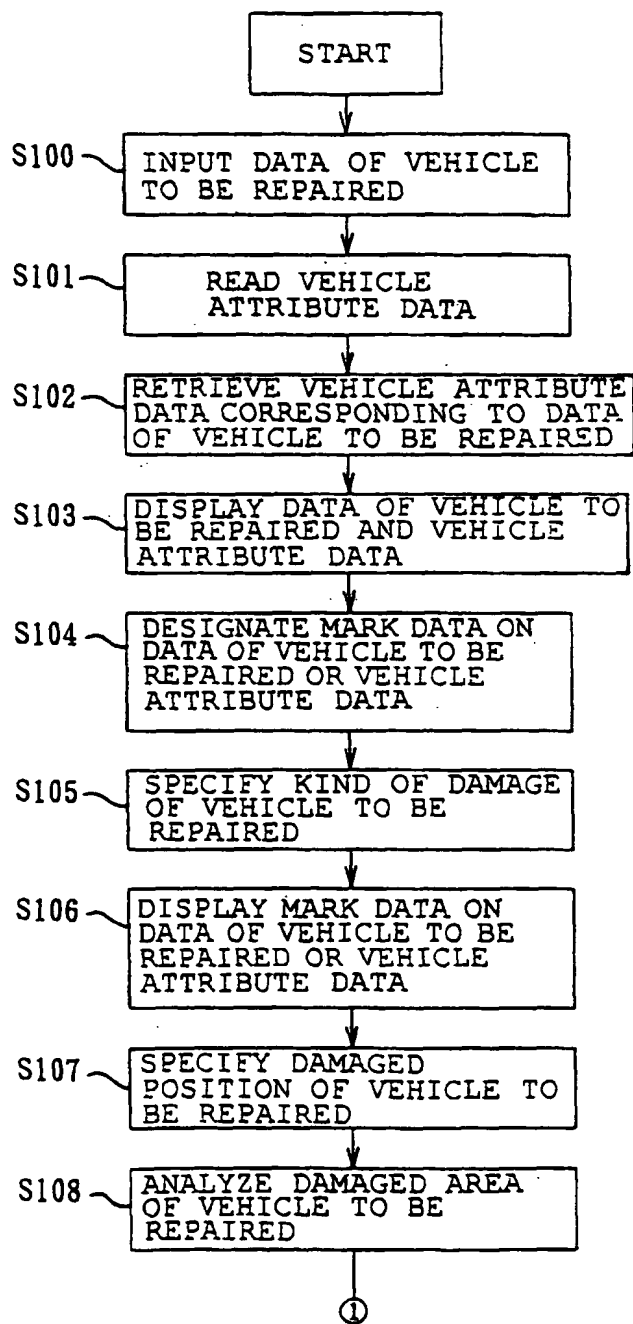 START
S100
INPUT DATA OF VEHICLE
TO BE REPAIRED
S101
READ VEHICLE
ATTRIBUTE DATA
S102
RETRIEVE VEHICLE ATTRIBUTE
DATA CORRESPONDING TO DATA
OF VEHICLE TO BE REPAIRED
S103
DISPLAY DATA OF VEHICLE TO
BE REPAIRED AND VEHICLE
ATTRIBUTE DATA
S104
DESIGNATE MARK DATA ON
DATA OF VEHICLE TO BE
REPAIRED OR VEHICLE
ATTRIBUTE DATA
S105
SPECIFY KIND OF DAMAGE
OF VEHICLE TO BE
REPAIRED
S106
DISPLAY MARK DATA ON
DATA OF VEHICLE TO BE
REPAIRED OR VEHICLE
ATTRIBUTE DATA
S107
SPECIFY DAMAGED
POSITION OF VEHICLE TO
BE REPAIRED
S108
ANALYZE DAMAGED AREA
OF VEHICLE TO BE
REPAIRED
①